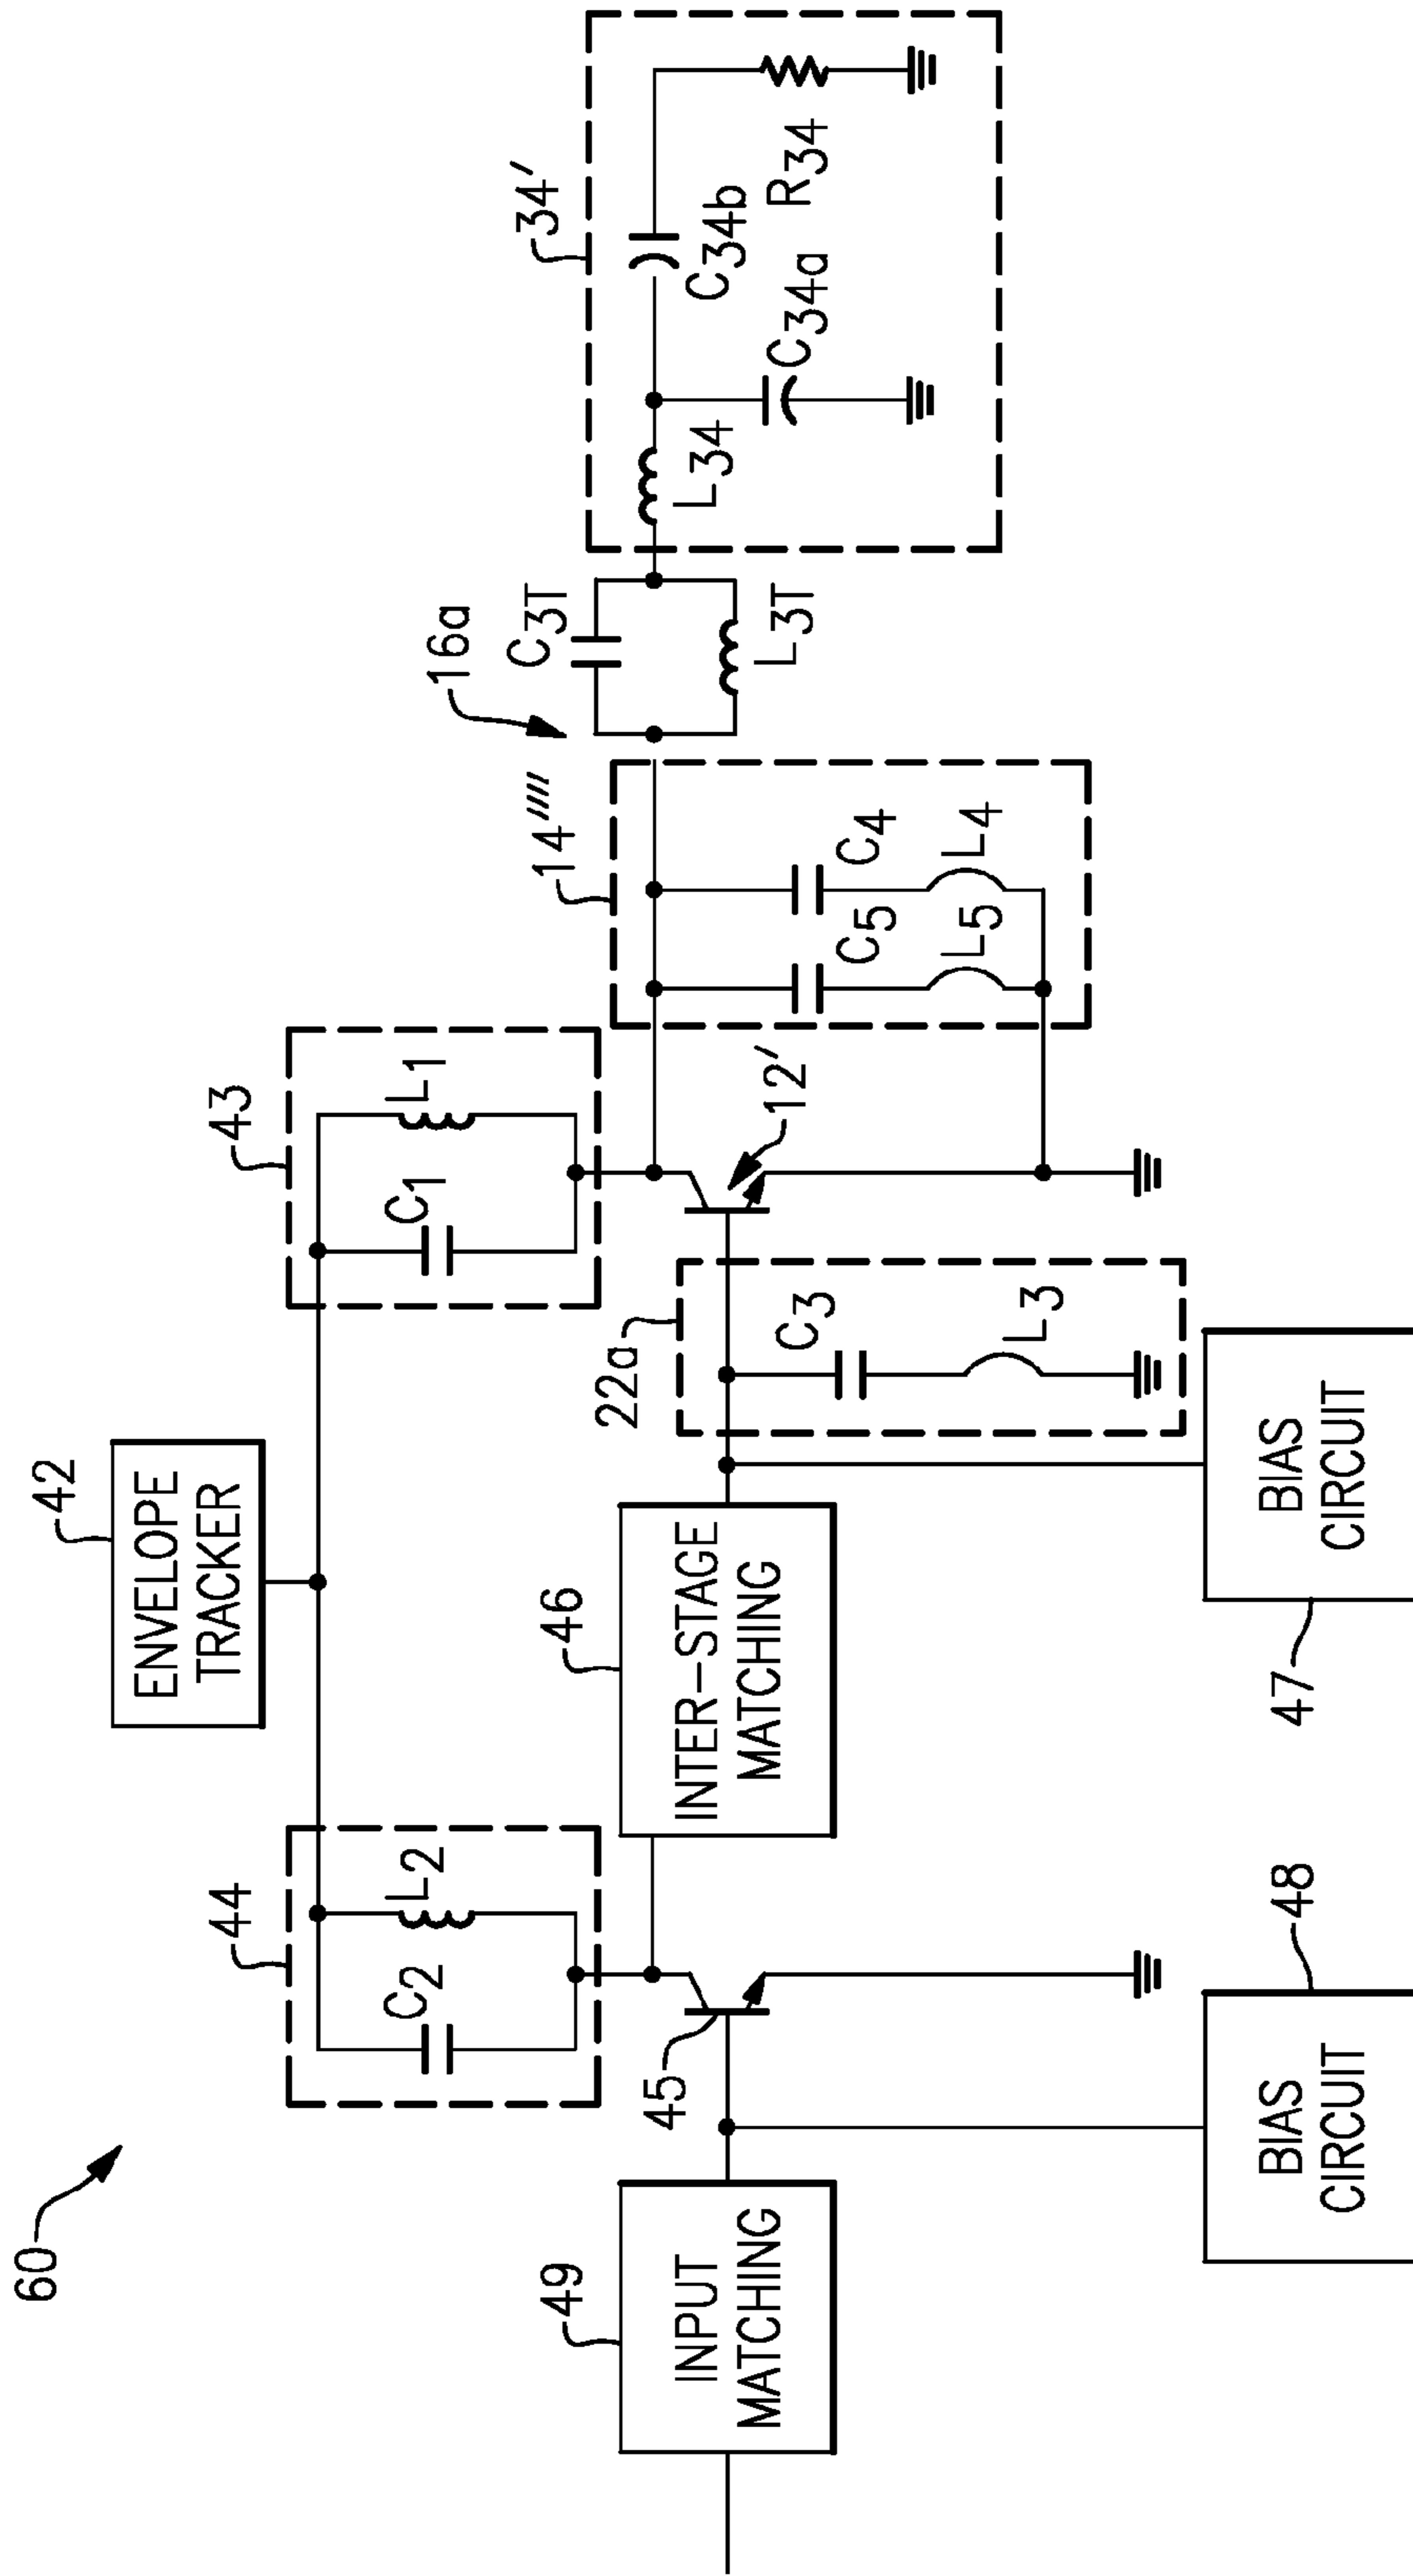 60
42
ENVELOPE
TRACKER
44
C2
L2
43
C1
L1
49
INPUT
MATCHING
45
46
INTER-STAGE
MATCHING
22a
C3
L3
12'
14''''
C5
L5
C4
L4
16a
C3T
L3T
34'
L34
C34a
C34b
R34
48
BIAS
CIRCUIT
47
BIAS
CIRCUIT